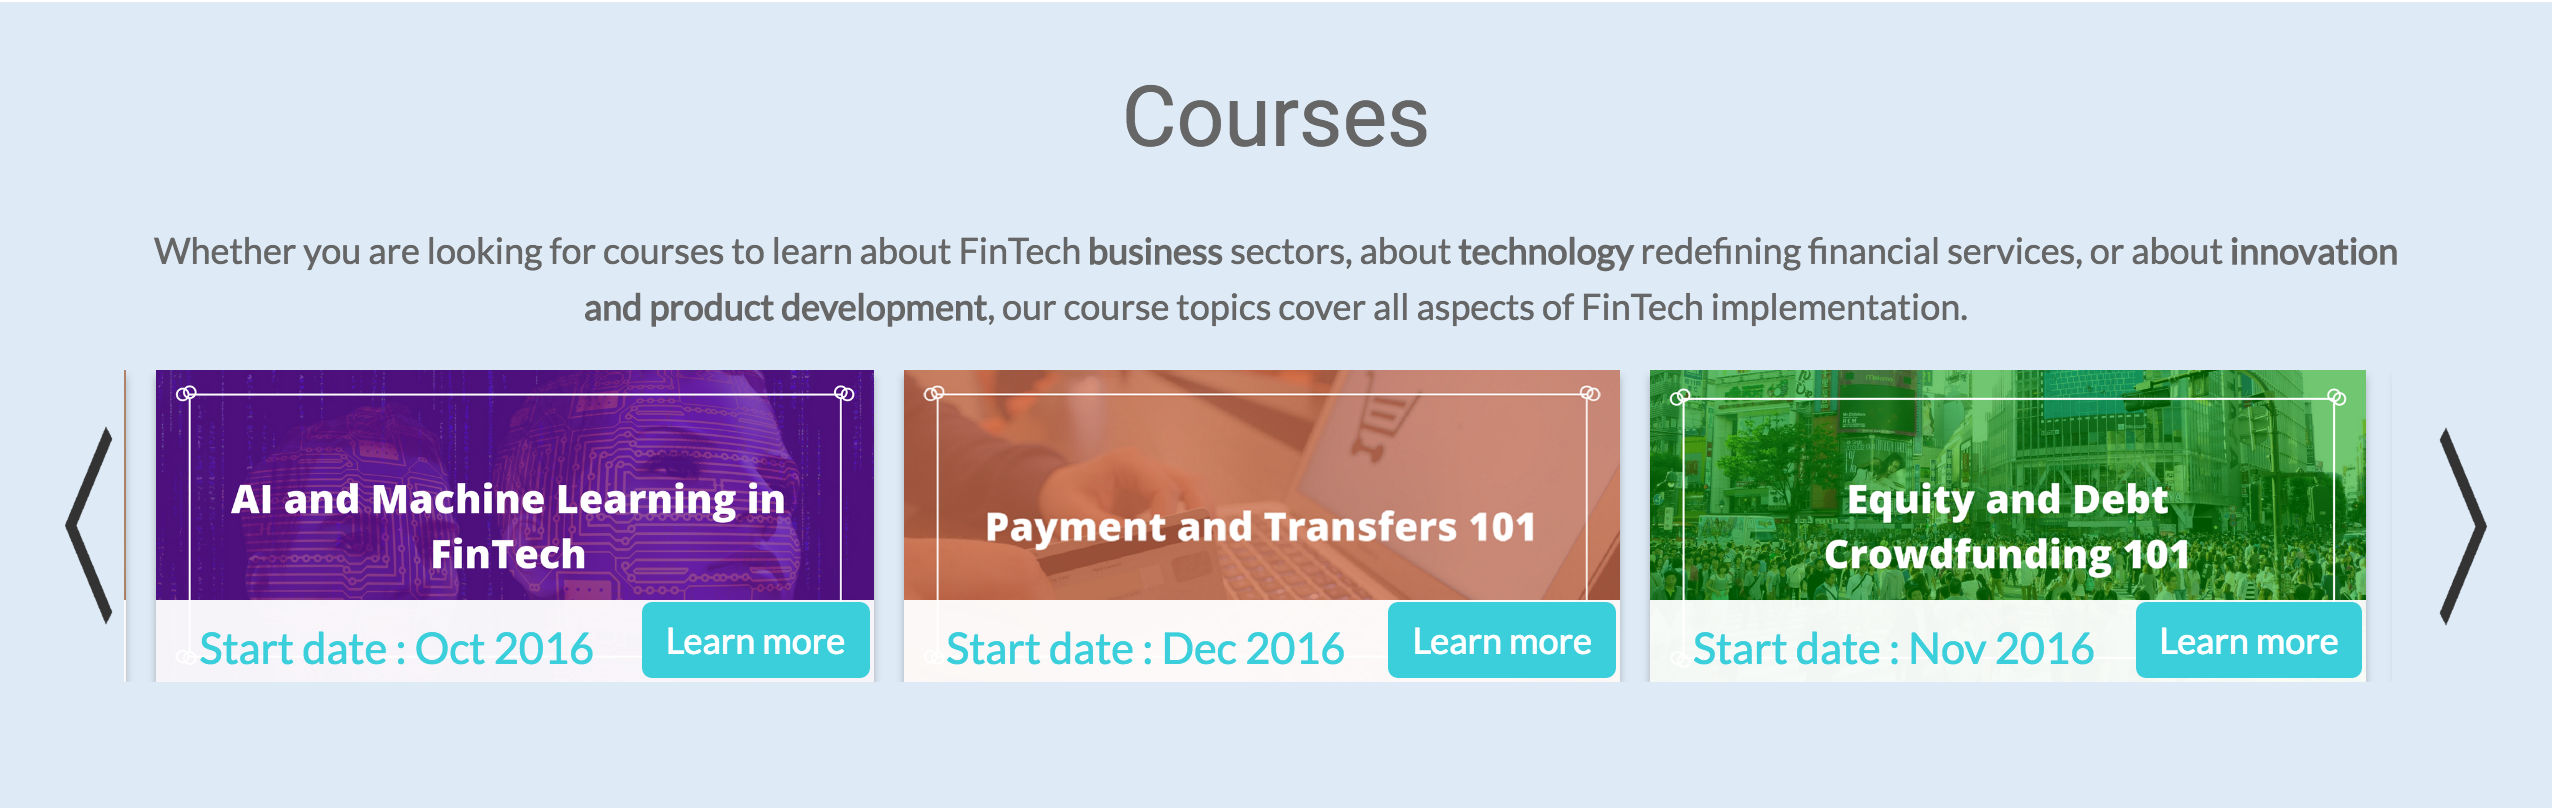 Courses
Whether you are looking for courses to learn about FinTech business sectors, about technology redefining financial services, or about innovation
and product development, our course topics cover all aspects of FinTech implementation.
AI and Machine Learning in
FinTech
Start date : Oct 2016
Learn more
Payment and Transfers 101
Start date : Dec 2016
Learn more
Equity and Debt
Crowdfunding 101
Start date : Nov 2016
Learn more